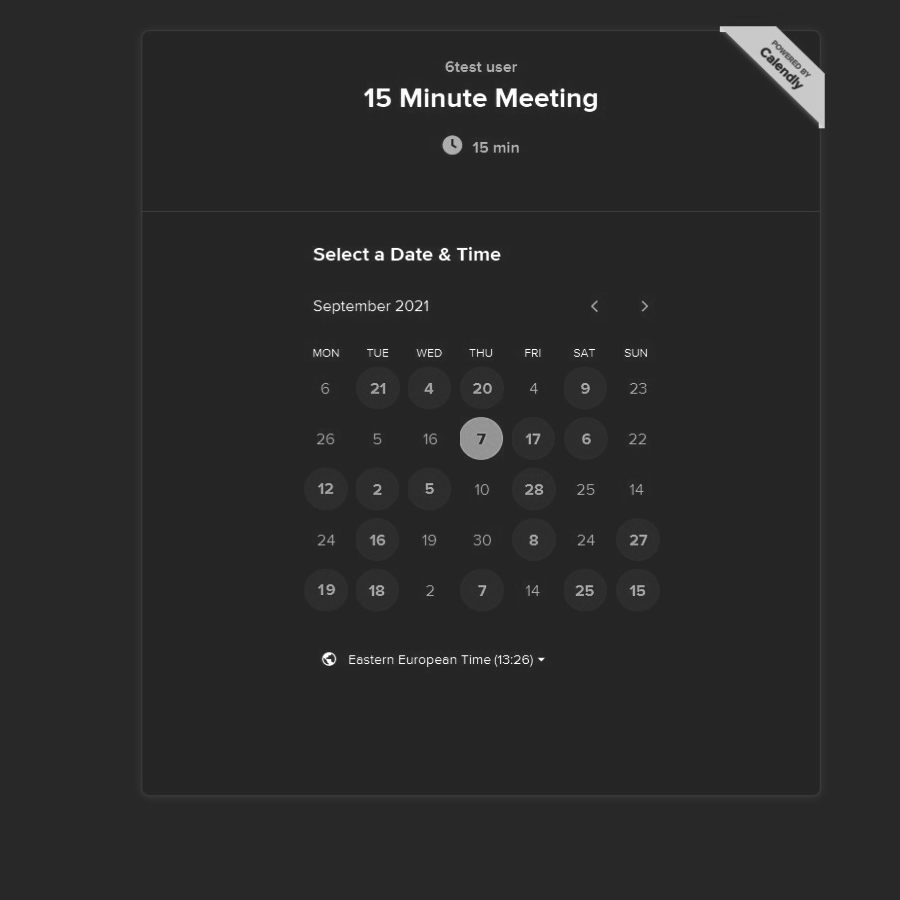 POWERED BY
Calendly
6test user
15 Minute Meeting
15 min
Select a Date & Time
September 2021
MON TUE WED THU FRI SAT SUN
6 21 4 20 4 9 23
26 5 16 7 17 6 22
12 2 5 10 28 25 14
24 16 19 30 8 24 27
19 18 2 7 14 25 15
Eastern European Time (13:26)